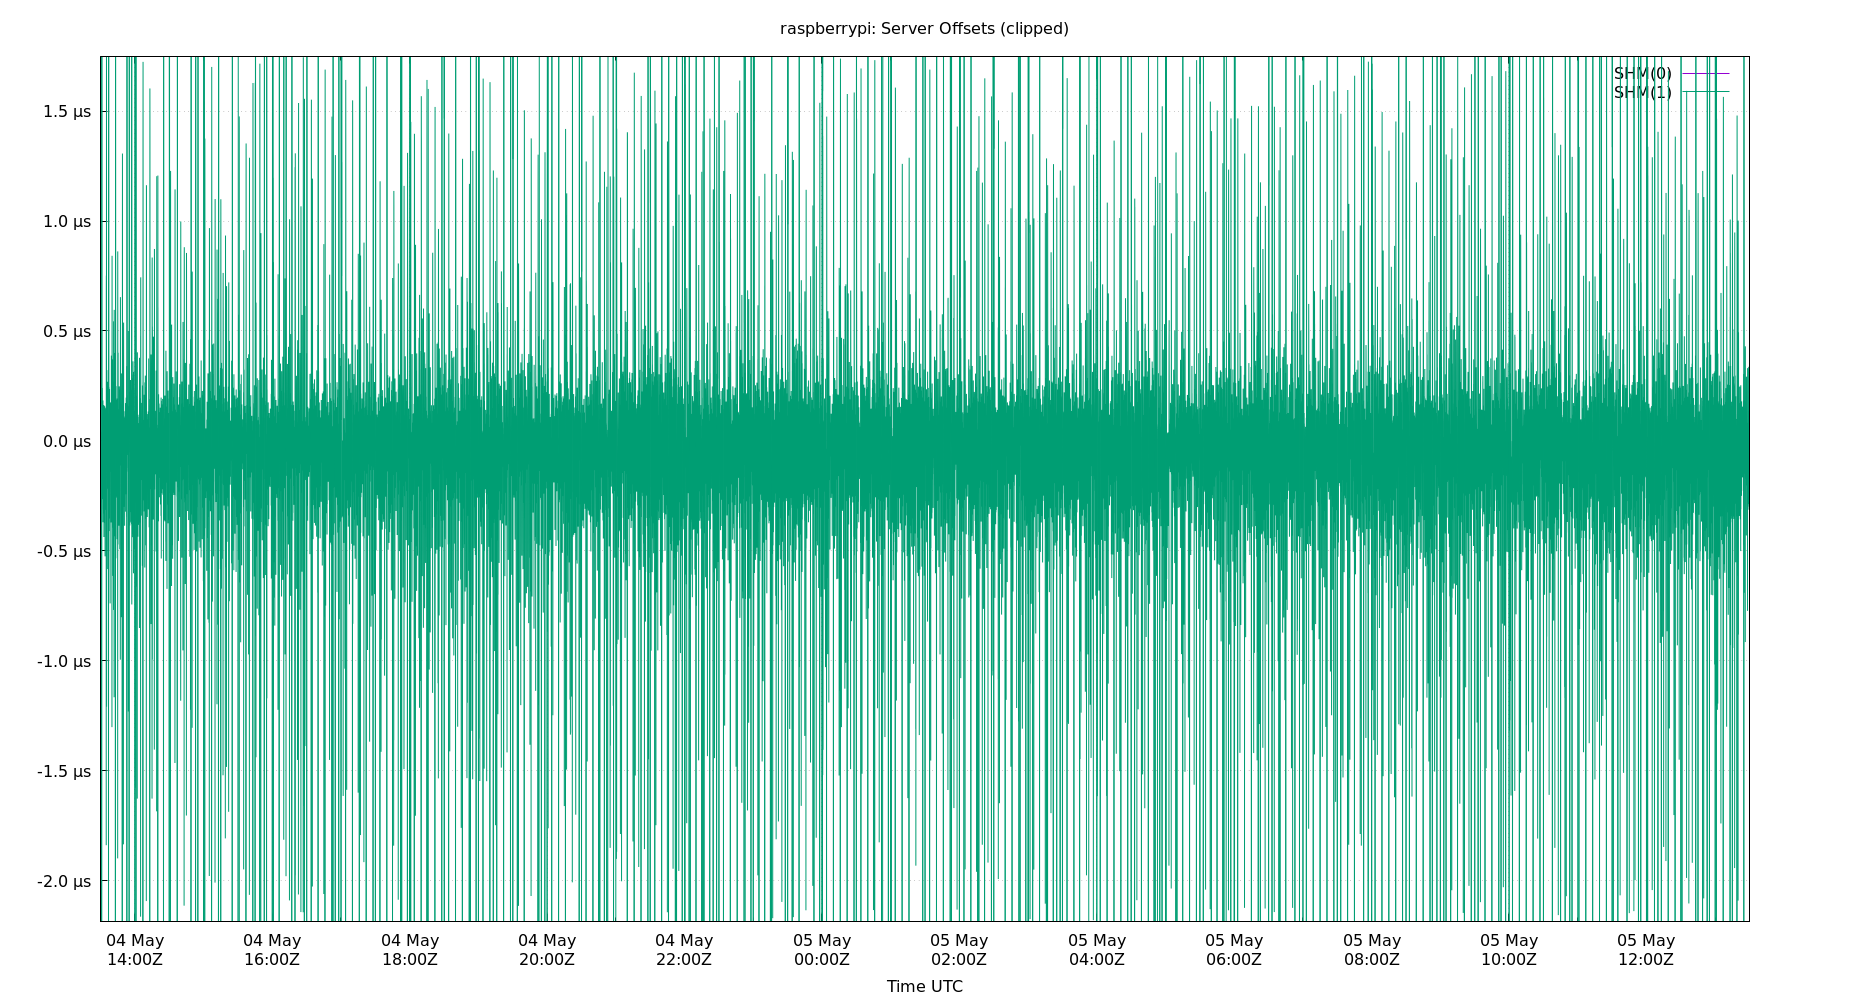 raspberrypi: Server Offsets (clipped)
SHM(0)
SHM(1)
1.5 µs
1.0 µs
0.5 µs
0.0 µs
-0.5 µs
-1.0 µs
-1.5 µs
-2.0 µs
04 May 04 May 04 May 04 May 04 May 05 May 05 May 05 May 05 May 05 May 05 May 05 May
14:00Z 16:00Z 18:00Z 20:00Z 22:00Z 00:00Z 02:00Z 04:00Z 06:00Z 08:00Z 10:00Z 12:00Z
Time UTC